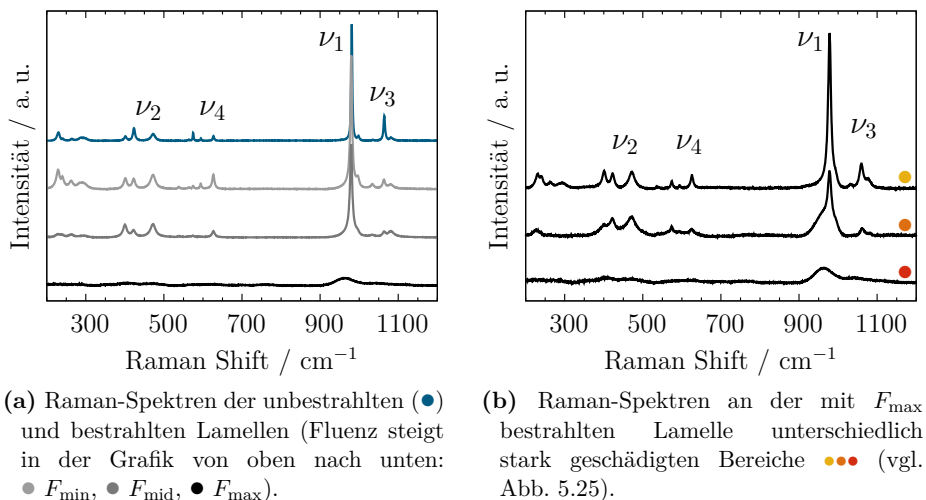 Intensität / a. u.
ν1
ν2
ν4
ν3
300 500 700 900 1100
Raman Shift / cm−1
(a) Raman-Spektren der unbestrahlten (●)
und bestrahlten Lamellen (Fluenz steigt
in der Grafik von oben nach unten:
● Fmin, ● Fmid, ● Fmax).
Intensität / a. u.
ν1
ν2
ν4
ν3
300 500 700 900 1100
Raman Shift / cm−1
(b) Raman-Spektren an der mit Fmax
bestrahlten Lamelle unterschiedlich
stark geschädigten Bereiche ●●● (vgl.
Abb. 5.25).